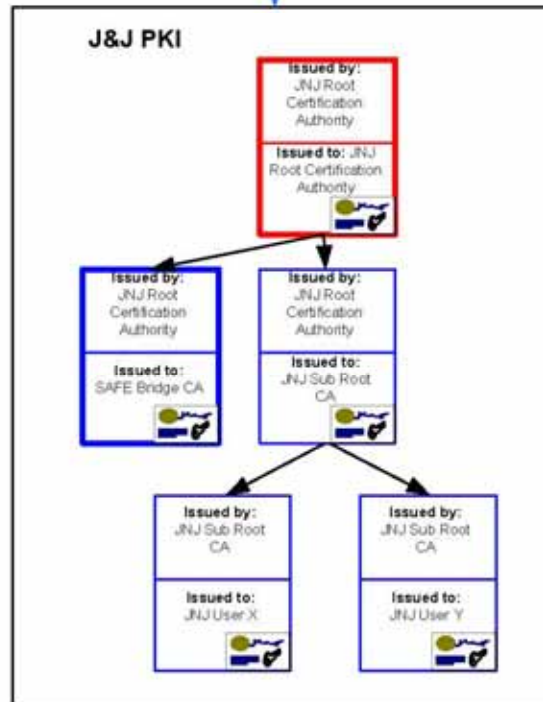 J&J PKI
Issued by:
JNJ Root
Certification
Authority
Issued to: JNJ
Root Certification
Authority
Issued by:
JNJ Root
Certification
Authority
Issued to:
SAFE Bridge CA
Issued by:
JNJ Root
Certification
Authority
Issued to:
JNJ Sub Root
CA
Issued by:
JNJ Sub Root
CA
Issued to:
JNJ User X
Issued by:
JNJ Sub Root
CA
Issued to:
JNJ User Y